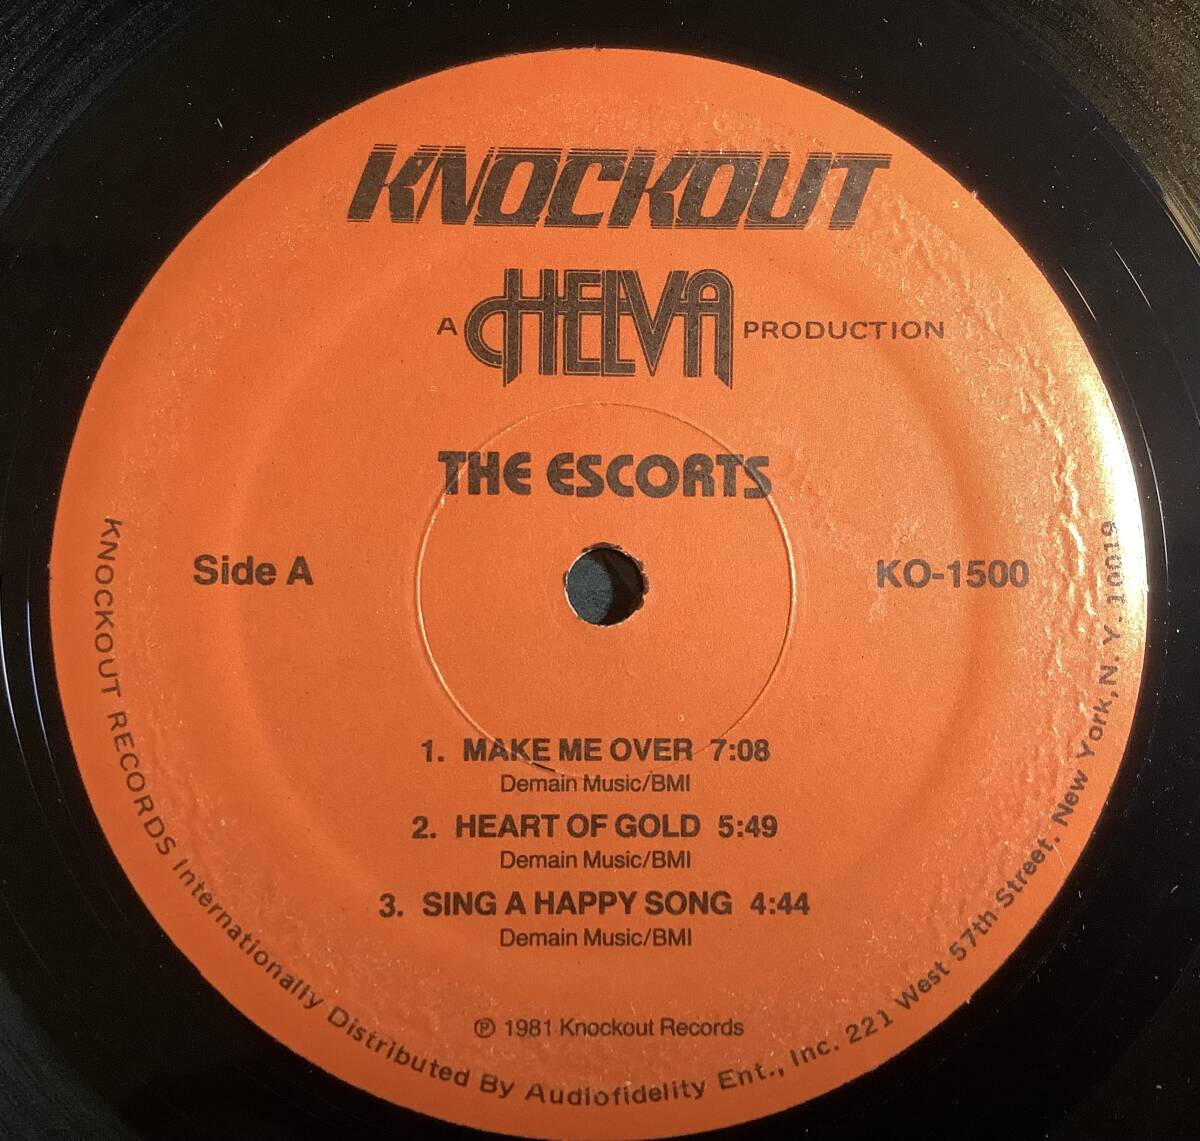 KNOCKOUT
A HELVA PRODUCTION
THE ESCORTS
Side A
KO-1500
1. MAKE ME OVER 7:08
Demain Music/BMI
2. HEART OF GOLD 5:49
Demain Music/BMI
3. SING A HAPPY SONG 4:44
Demain Music/BMI
℗ 1981 Knockout Records
KNOCKOUT RECORDS Internationally Distributed By Audiofidelity Ent., Inc. 221 West 57th Street. New York, N. Y. 10019